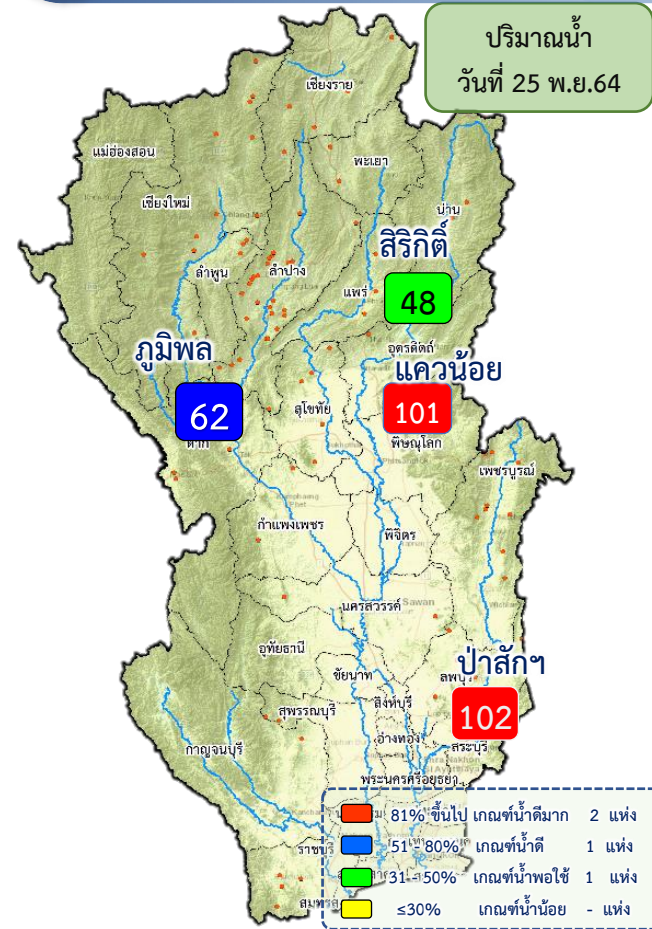 ปริมาณน้ำ
วันที่ 25 พ.ย.64
เชียงราย
แม่ฮ่องสอน
พะเยา
เชียงใหม่
น่าน
สิริกิติ์
ลำพูน
ลำปาง
แพร่
48
ภูมิพล
อุตรดิตถ์
แควน้อย
62
101
สุโขทัย
ตาก
พิษณุโลก
เพชรบูรณ์
กำแพงเพชร
พิจิตร
นครสวรรค์
Sawan
อุทัยธานี
ป่าสักฯ
ชัยนาท
ลพบุรี
สุพรรณบุรี
สิงห์บุรี
102
อ่างทอง
กาญจนบุรี
สระบุรี
พระนครศรีอยุธยา
81% ขึ้นไป เกณฑ์น้ำดีมาก 2 แห่ง
51 - 80% เกณฑ์น้ำดี 1 แห่ง
ราชบุรี
31 - 50% เกณฑ์น้ำพอใช้ 1 แห่ง
≤30% เกณฑ์น้ำน้อย - แห่ง